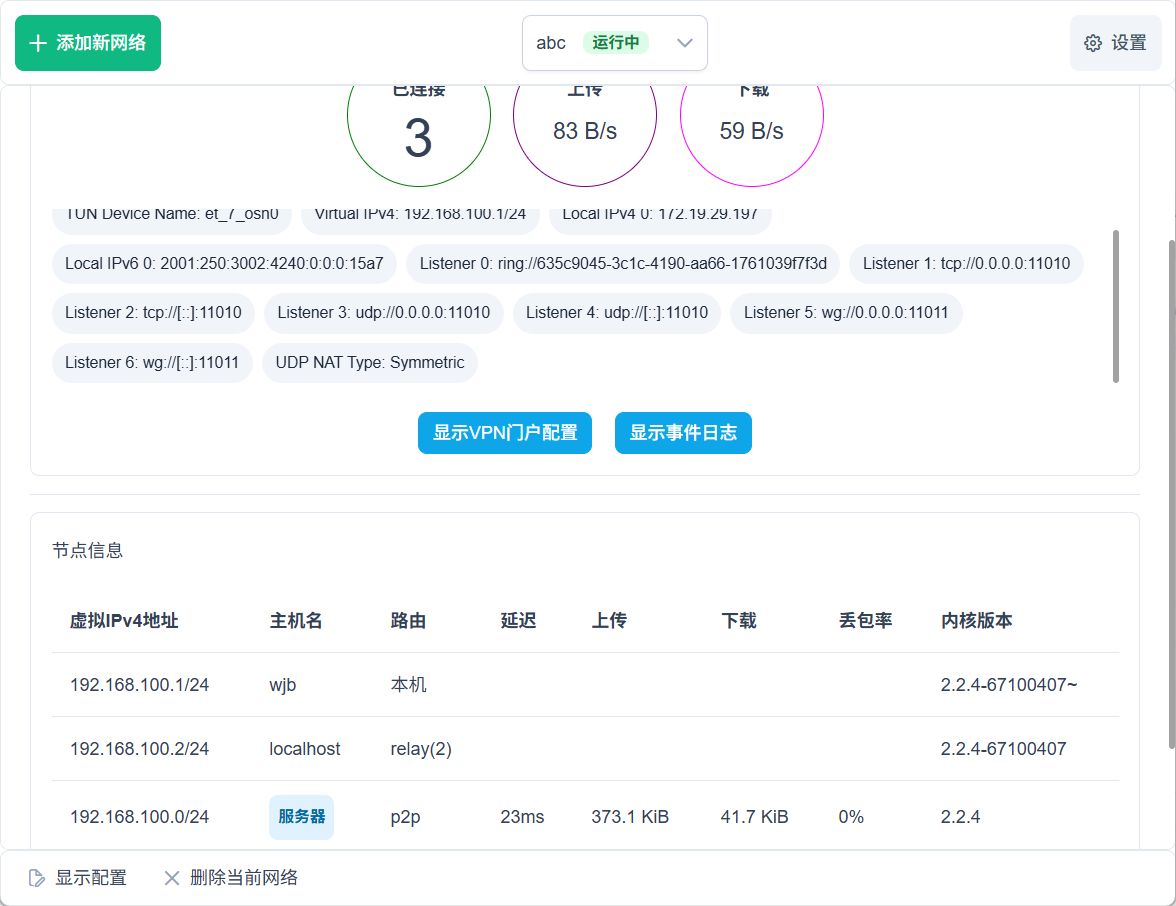 添加新网络
abc 运行中
设置
已连接 上传 下载
3 83 B/s 59 B/s
TUN Device Name: et_7_osn0 Virtual IPv4: 192.168.100.1/24 Local IPv4 0: 172.19.29.197
Local IPv6 0: 2001:250:3002:4240:0:0:0:15a7 Listener 0: ring://635c9045-3c1c-4190-aa66-1761039f7f3d Listener 1: tcp://0.0.0.0:11010
Listener 2: tcp://[::]:11010 Listener 3: udp://0.0.0.0:11010 Listener 4: udp://[::]:11010 Listener 5: wg://0.0.0.0:11011
Listener 6: wg://[::]:11011 UDP NAT Type: Symmetric
显示VPN门户配置 显示事件日志
节点信息
虚拟IPv4地址 主机名 路由 延迟 上传 下载 丢包率 内核版本
192.168.100.1/24 wjb 本机 2.2.4-67100407~
192.168.100.2/24 localhost relay(2) 2.2.4-67100407
192.168.100.0/24 服务器 p2p 23ms 373.1 KiB 41.7 KiB 0% 2.2.4
显示配置 删除当前网络